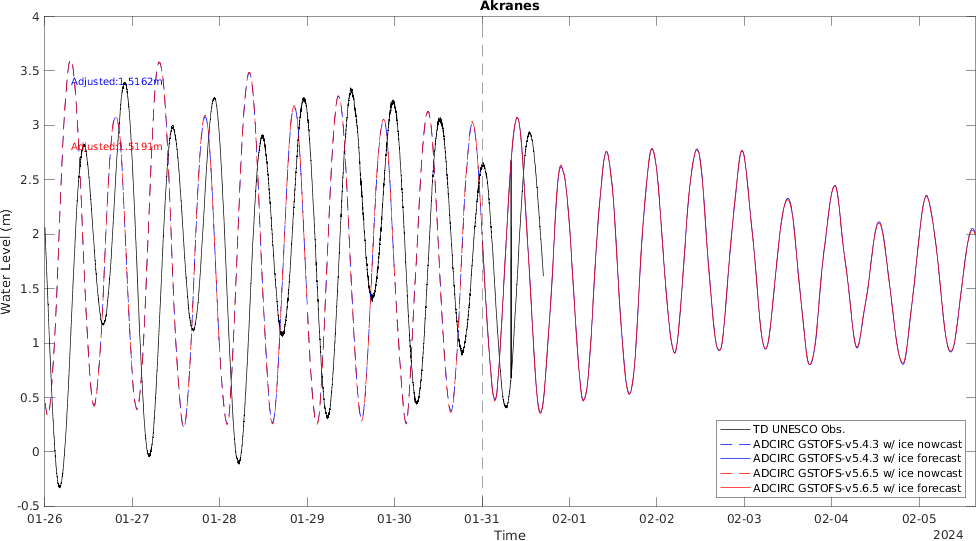 Akranes
4
3.5
3
2.5
2
1.5
1
0.5
0
-0.5
Water Level (m)
Adjusted:1.5162m
Adjusted:1.5191m
TD UNESCO Obs.
ADCIRC GSTOFS-v5.4.3 w/ ice nowcast
ADCIRC GSTOFS-v5.4.3 w/ ice forecast
ADCIRC GSTOFS-v5.6.5 w/ ice nowcast
ADCIRC GSTOFS-v5.6.5 w/ ice forecast
01-26 01-27 01-28 01-29 01-30 01-31 02-01 02-02 02-03 02-04 02-05
Time
2024